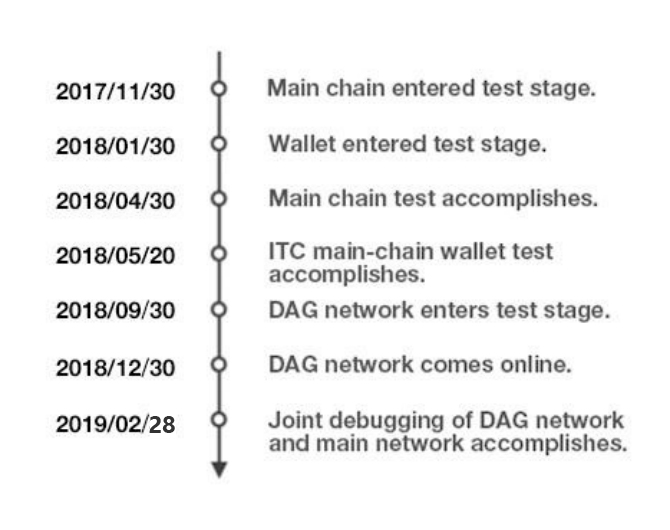 2017/11/30 Main chain entered test stage.
2018/01/30 Wallet entered test stage.
2018/04/30 Main chain test accomplishes.
2018/05/20 ITC main-chain wallet test
accomplishes.
2018/09/30 DAG network enters test stage.
2018/12/30 DAG network comes online.
2019/02/28 Joint debugging of DAG network
and main network accomplishes.